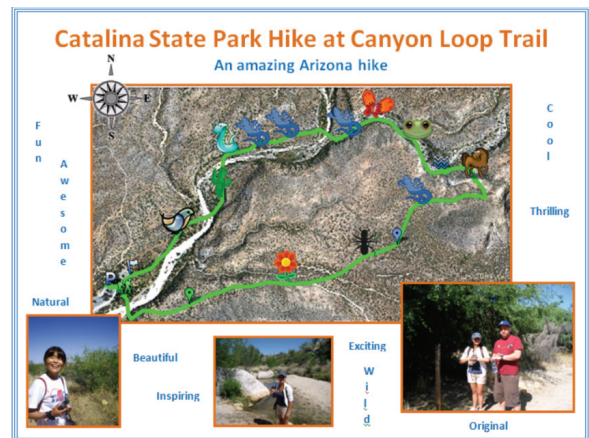 Catalina State Park Hike at Canyon Loop Trail
An amazing Arizona hike
N
W
E
S
Fun
Awesome
Natural
Cool
Thrilling
P
Beautiful
Inspiring
Exciting
Wild
Original